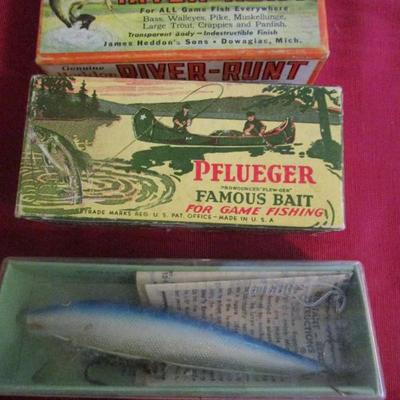 For ALL Game Fish Everywhere
Bass, Walleyes, Pike, Muskellunge,
Large Trout, Crappies and Panfish.
Transparent Body - Indestructible Finish
James Heddon's Sons - Dowagiac, Mich.
Genuine
RIVER-RUNT
PFLUEGER
PRONOUNCED "FLEW-GER"
FAMOUS BAIT
FOR GAME FISHING
TRADE MARKS REG. U. S. PAT. OFFICE - MADE IN U. S. A